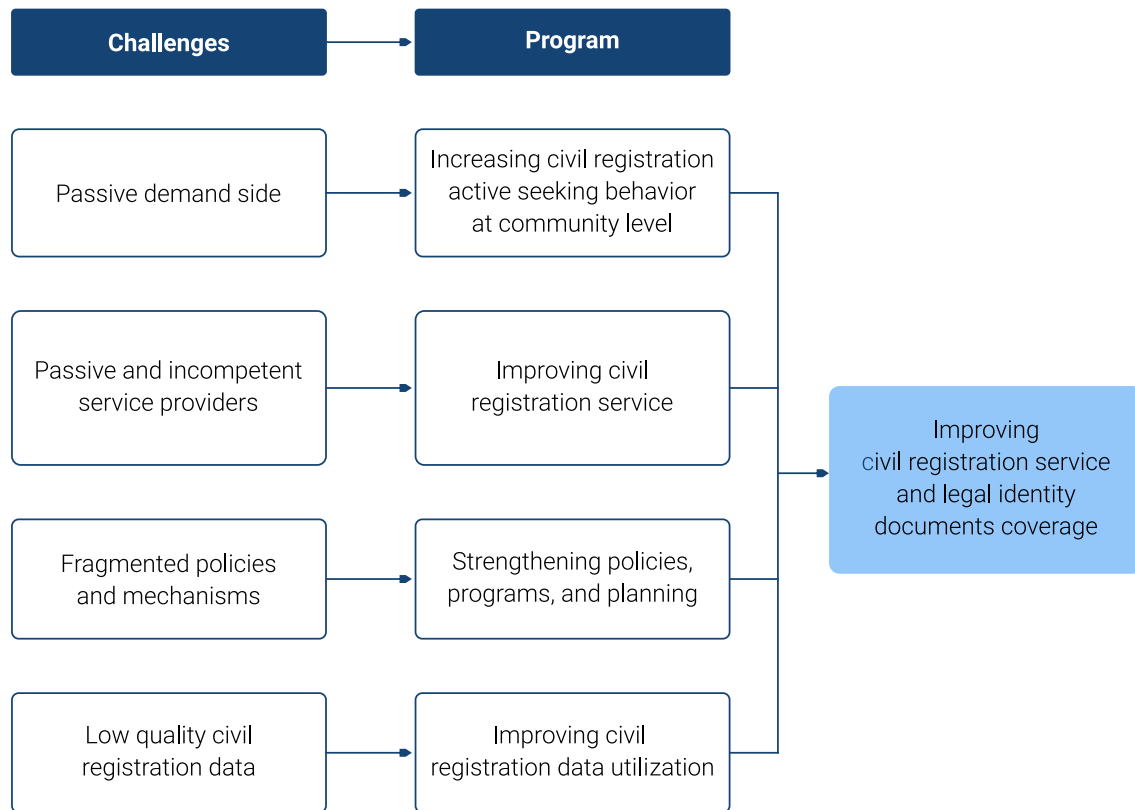 Challenges
Program
Passive demand side
Increasing civil registration
active seeking behavior
at community level
Passive and incompetent
service providers
Improving civil
registration service
Improving
civil registration service
and legal identity
documents coverage
Fragmented policies
and mechanisms
Strengthening policies,
programs, and planning
Low quality civil
registration data
Improving civil
registration data utilization